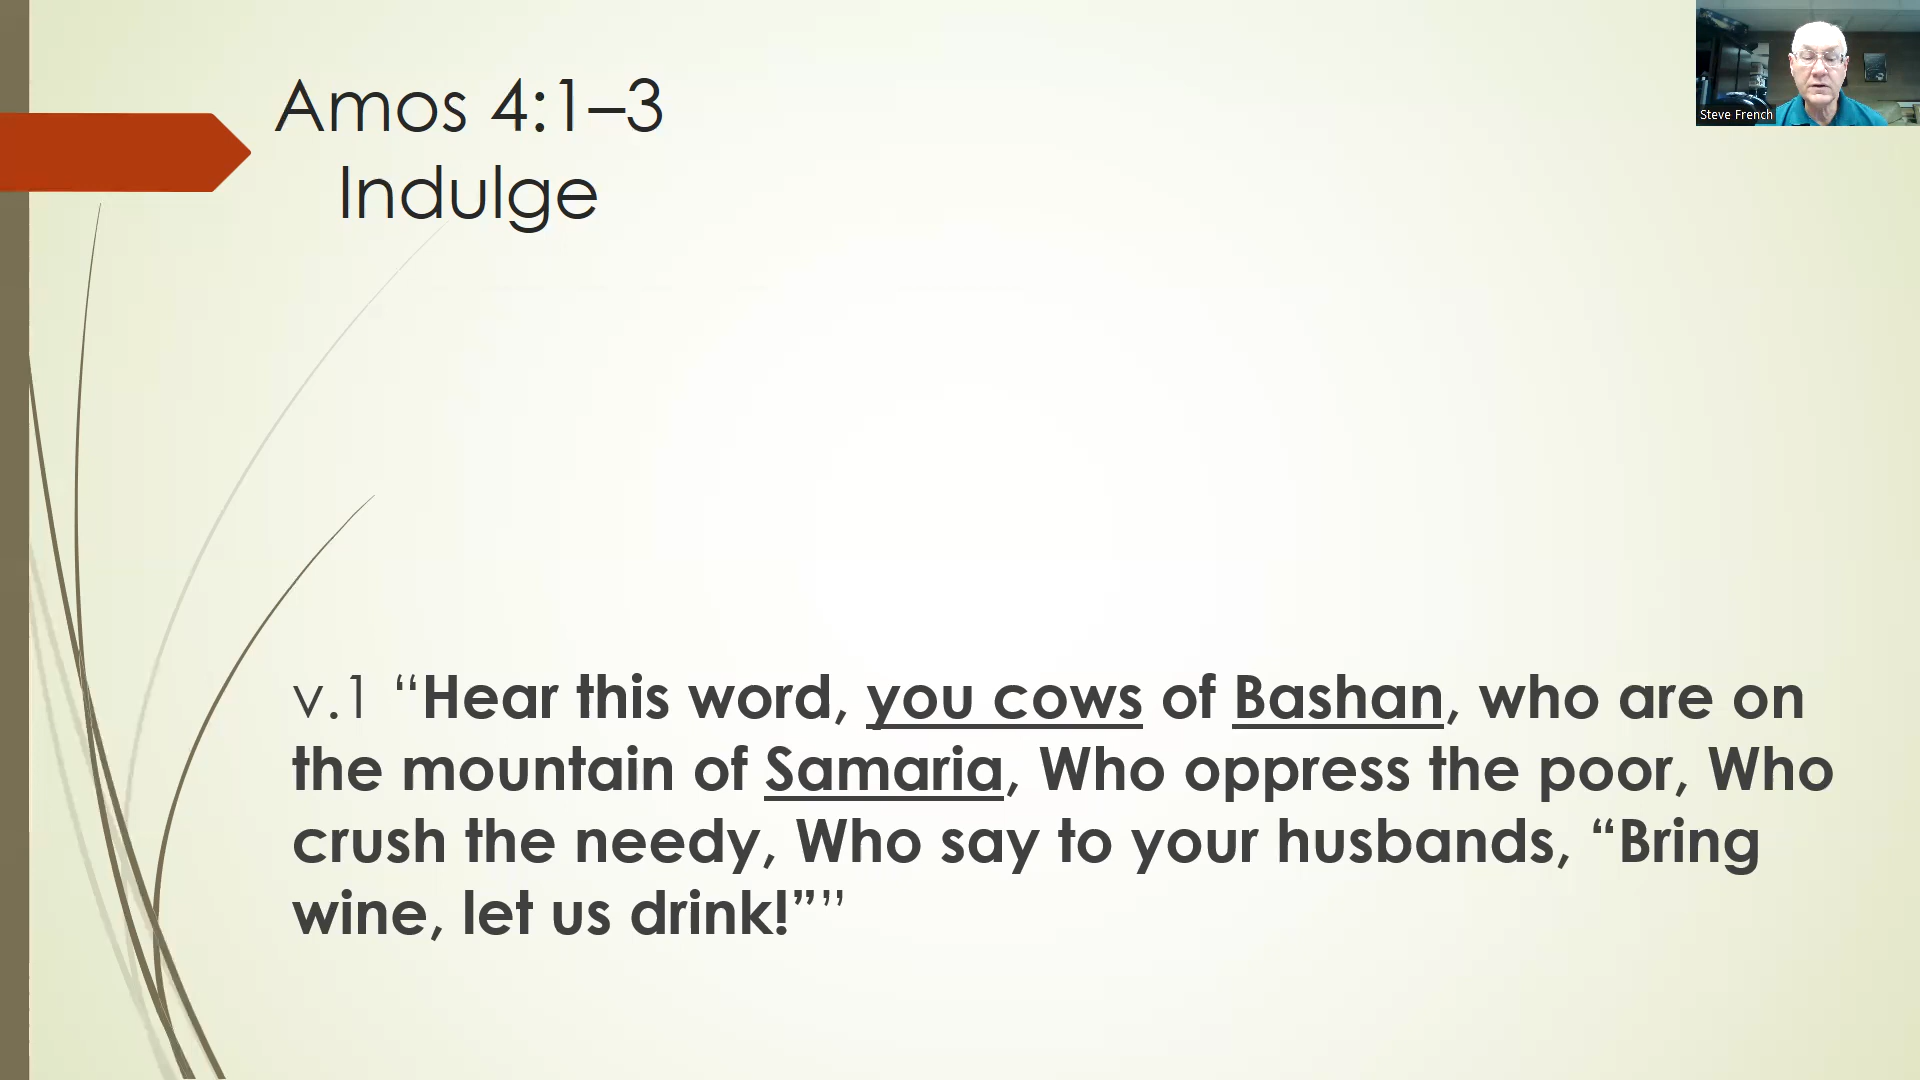 Amos 4:1–3
Indulge
Steve French
v.1 “Hear this word, you cows of Bashan, who are on
the mountain of Samaria, Who oppress the poor, Who
crush the needy, Who say to your husbands, “Bring
wine, let us drink!””